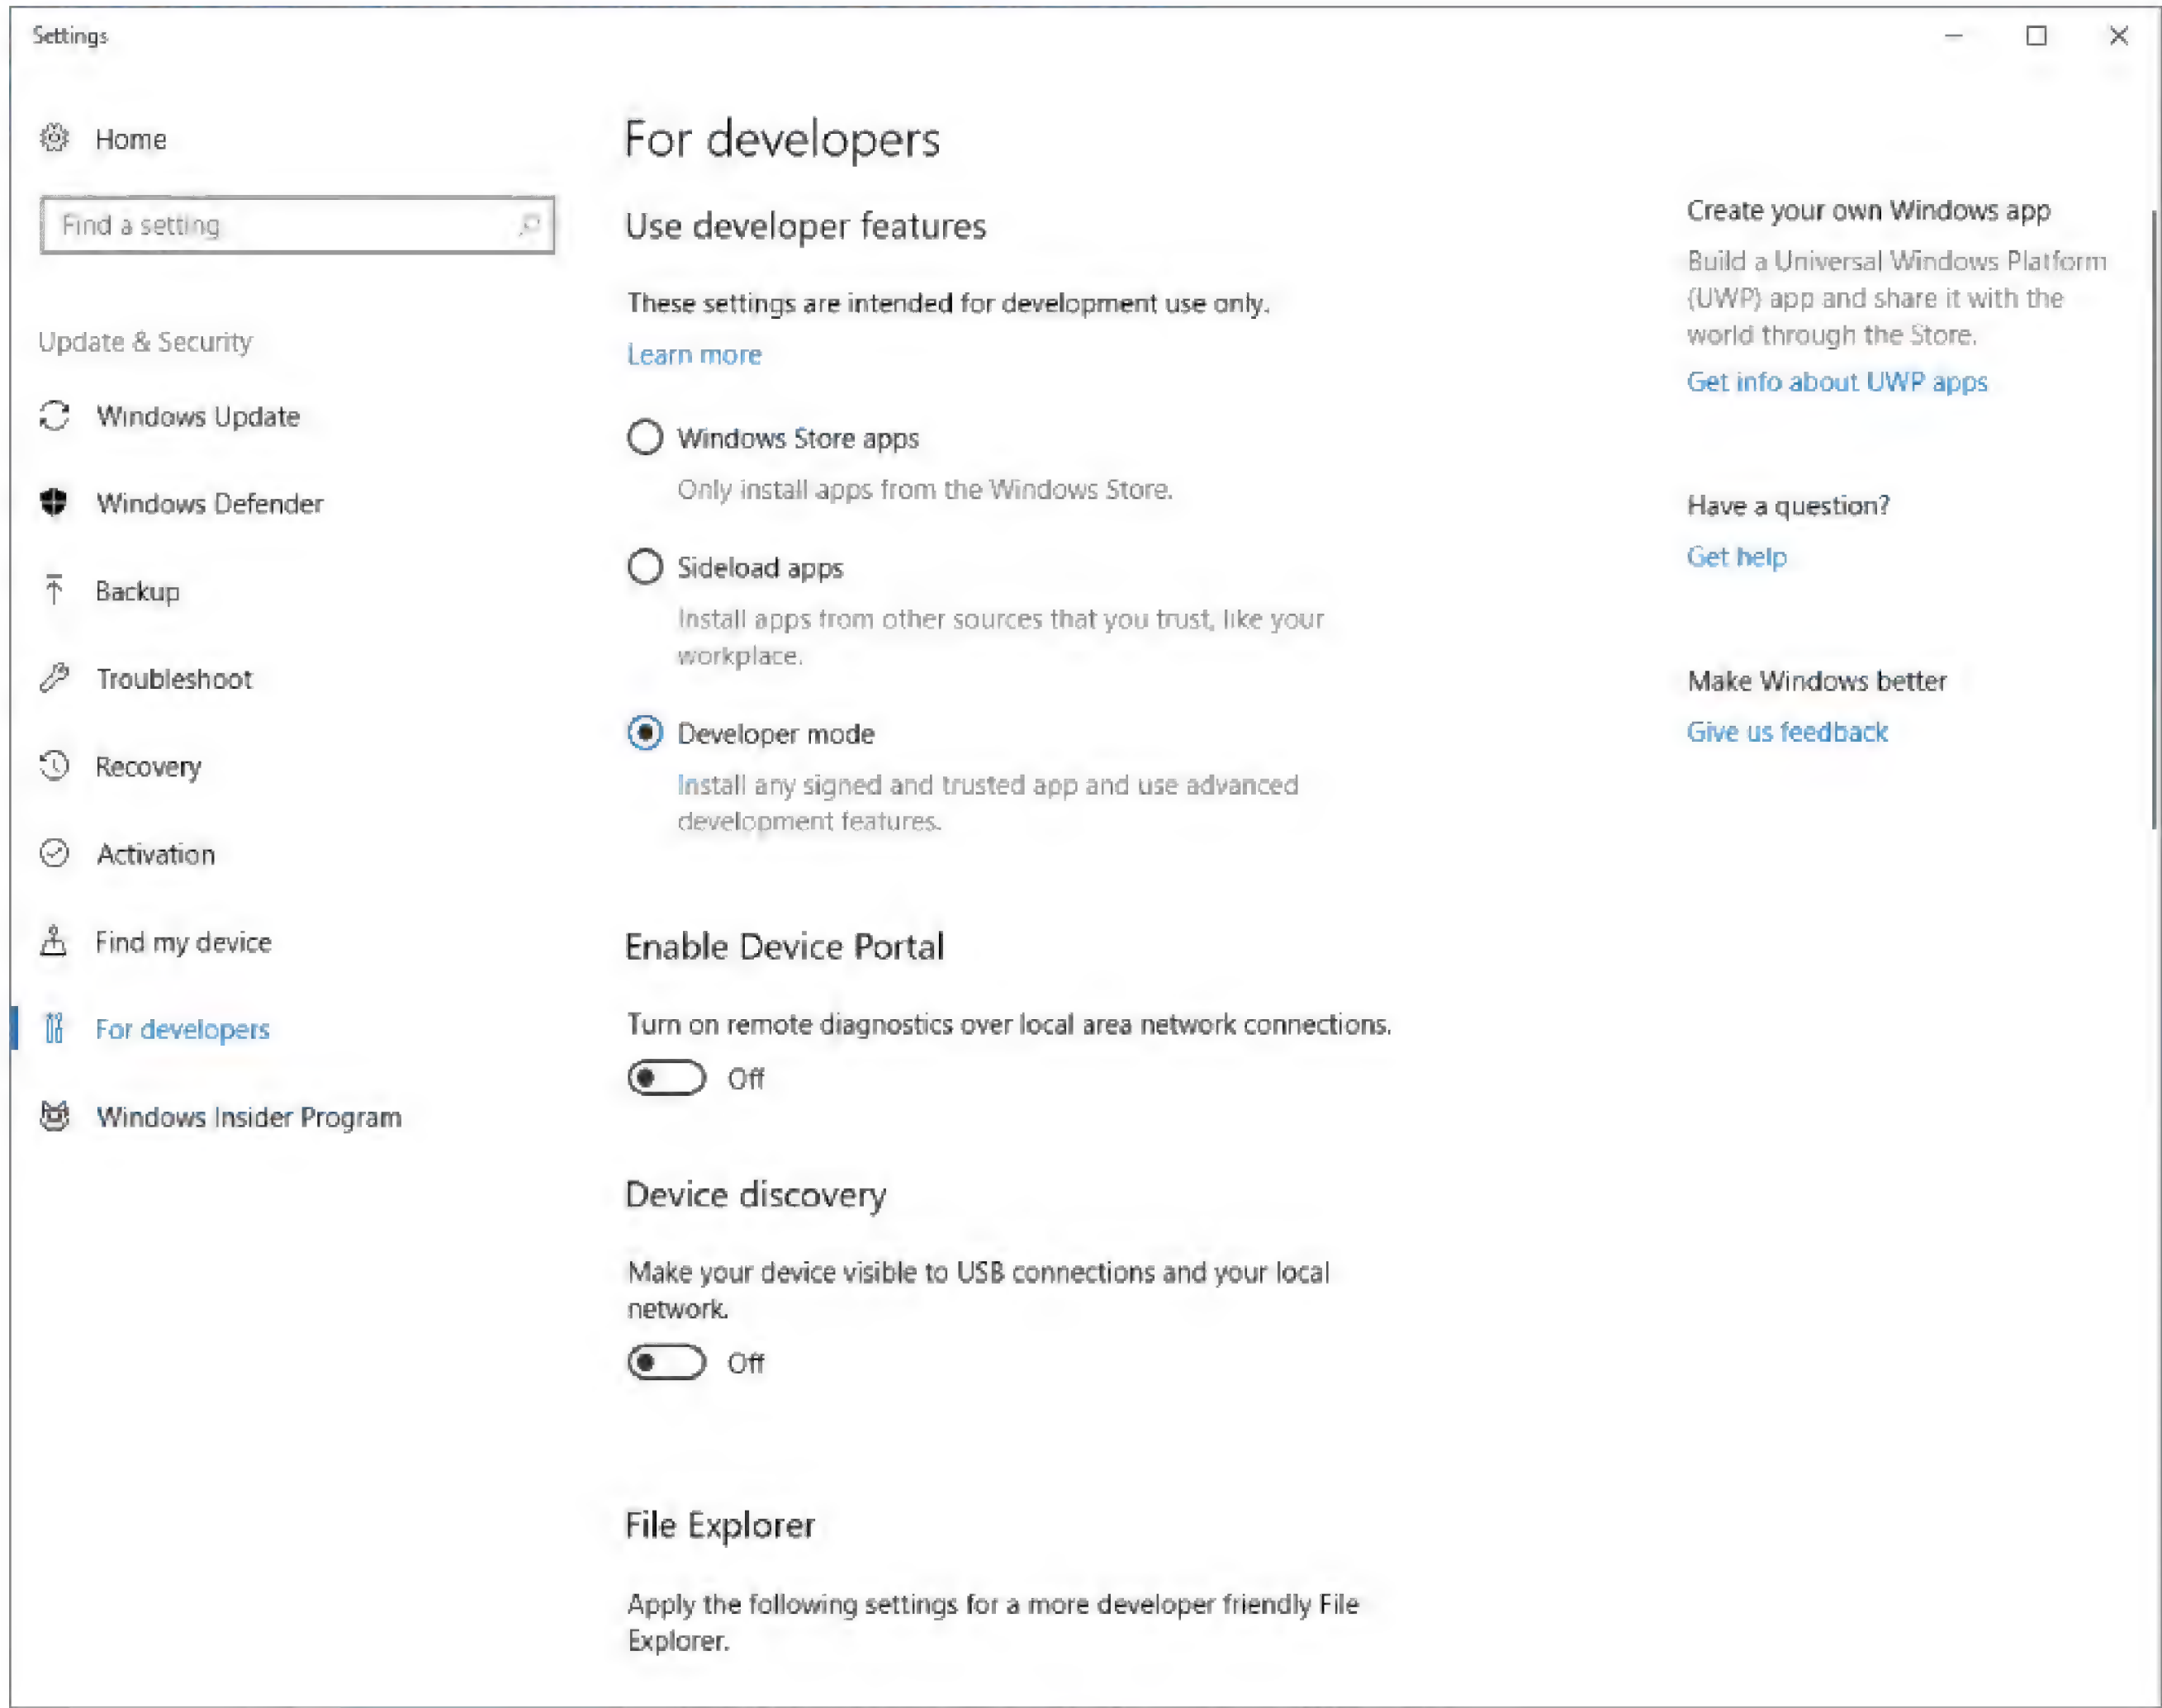 Settings
Home
Find a setting
Update & Security
Windows Update
Windows Defender
Backup
Troubleshoot
Recovery
Activation
Find my device
For developers
Windows Insider Program
For developers
Use developer features
These settings are intended for development use only.
Learn more
Windows Store apps
Only install apps from the Windows Store.
Sideload apps
Install apps from other sources that you trust, like your
workplace.
Developer mode
Install any signed and trusted app and use advanced
development features.
Enable Device Portal
Turn on remote diagnostics over local area network connections.
Off
Device discovery
Make your device visible to USB connections and your local
network.
Off
File Explorer
Apply the following settings for a more developer friendly File
Explorer.
Create your own Windows app
Build a Universal Windows Platform
(UWP) app and share it with the
world through the Store.
Get info about UWP apps
Have a question?
Get help
Make Windows better
Give us feedback